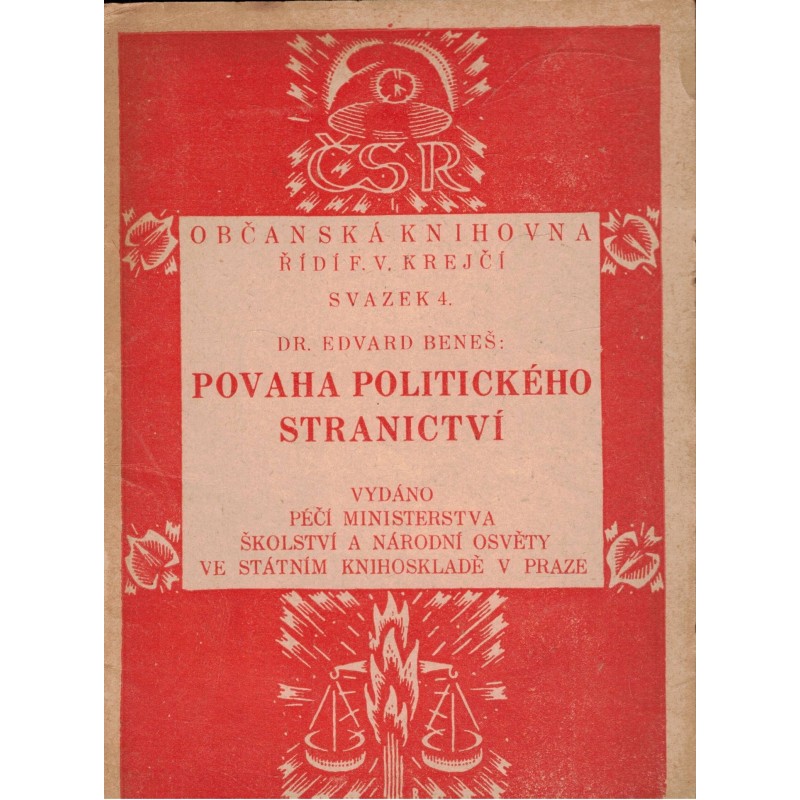 ČSR
OBČANSKÁ KNIHOVNA
ŘÍDÍ F. V. KREJČÍ
SVAZEK 4.
DR. EDVARD BENEŠ:
POVAHA POLITICKÉHO
STRANICTVÍ
VYDÁNO
PÉČÍ MINISTERSTVA
ŠKOLSTVÍ A NÁRODNÍ OSVĚTY
VE STÁTNÍM KNIHOSKLADĚ V PRAZE